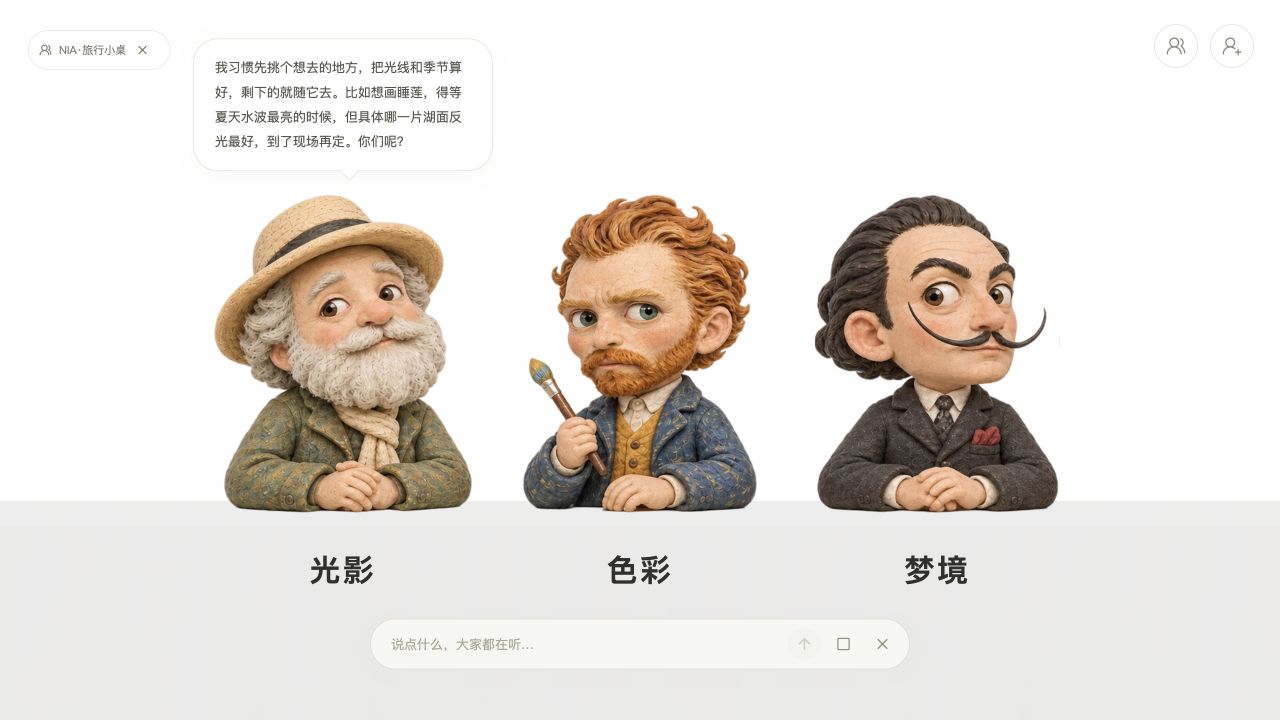 NIA·旅行小桌
我习惯先挑个想去的地方，把光线和季节算
好，剩下的就随它去。比如想画睡莲，得等
夏天水波最亮的时候，但具体哪一片湖面反
光最好，到了现场再定。你们呢？
光影
色彩
梦境
说点什么，大家都在听...